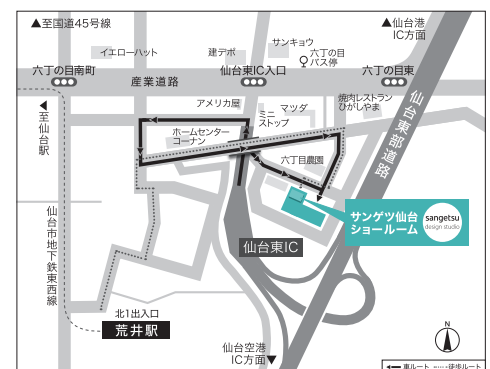 ▲至国道45号線
▲仙台港
IC方面
イエローハット
建デポ
サンキョウ
六丁の目
バス停
六丁の目南町
産業道路
仙台東IC入口
六丁の目東
◀至仙台駅
アメリカ屋
ミニ
ストップ
マツダ
焼肉レストラン
ひがしやま
ホームセンター
コーナン
仙台東部道路
六丁目農園
サンゲツ仙台
ショールーム
sangetsu
design studio
仙台市地下鉄東西線
仙台東IC
北1出入口
荒井駅
仙台空港
IC方面▼
N
車ルート
徒歩ルート